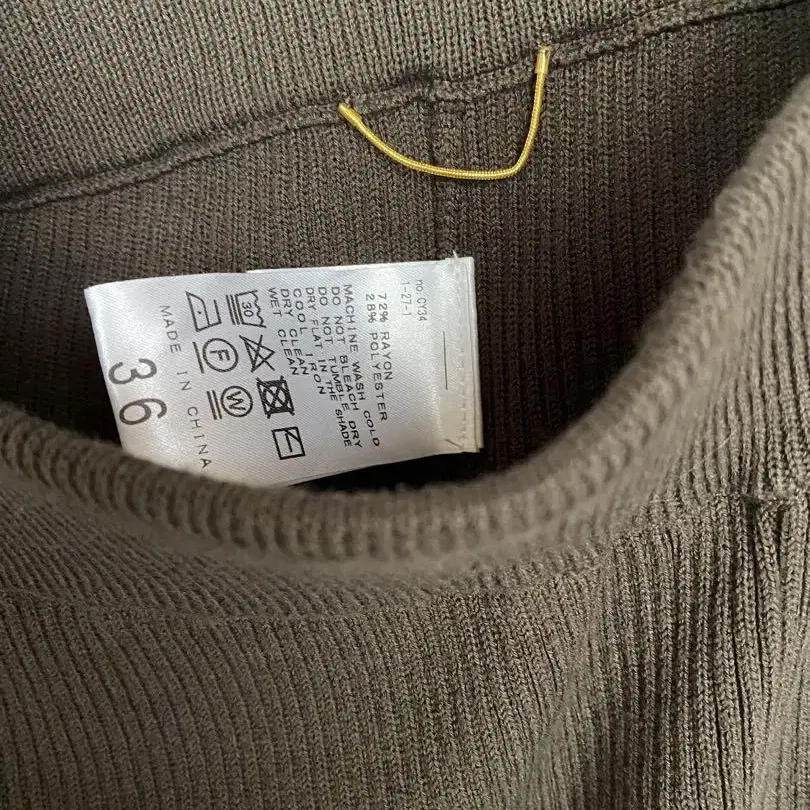 no.CY34
1-27-1
72% RAYON
28% POLYESTER
MACHINE WASH COLD
DO NOT BLEACH
DO NOT TUMBLE DRY
DRY FLAT IN THE SHADE
COOL IRON
DRY CLEAN
WET CLEAN
30
F
W
MADE IN CHINA
36